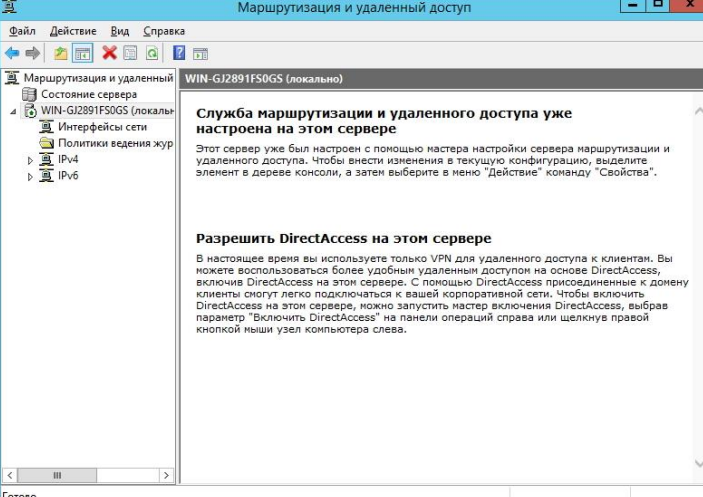 Маршрутизация и удаленный доступ
Файл Действие Вид Справка
Маршрутизация и удаленный
Состояние сервера
WIN-GJ2891FS0GS (локальн
Интерфейсы сети
Политики ведения жур
IPv4
IPv6
WIN-GJ2891FS0GS (локально)
Служба маршрутизации и удаленного доступа уже
настроена на этом сервере
Этот сервер уже был настроен с помощью мастера настройки сервера маршрутизации и
удаленного доступа. Чтобы внести изменения в текущую конфигурацию, выделите
элемент в дереве консоли, а затем выберите в меню "Действие" команду "Свойства".
Разрешить DirectAccess на этом сервере
В настоящее время вы используете только VPN для удаленного доступа к клиентам. Вы
можете воспользоваться более удобным удаленным доступом на основе DirectAccess,
включив DirectAccess на этом сервере. С помощью DirectAccess присоединенные к домену
клиенты смогут легко подключаться к вашей корпоративной сети. Чтобы включить
DirectAccess на этом сервере, можно запустить мастер включения DirectAccess, выбрав
параметр "Включить DirectAccess" на панели операций справа или щелкнув правой
кнопкой мыши узел компьютера слева.
Готово